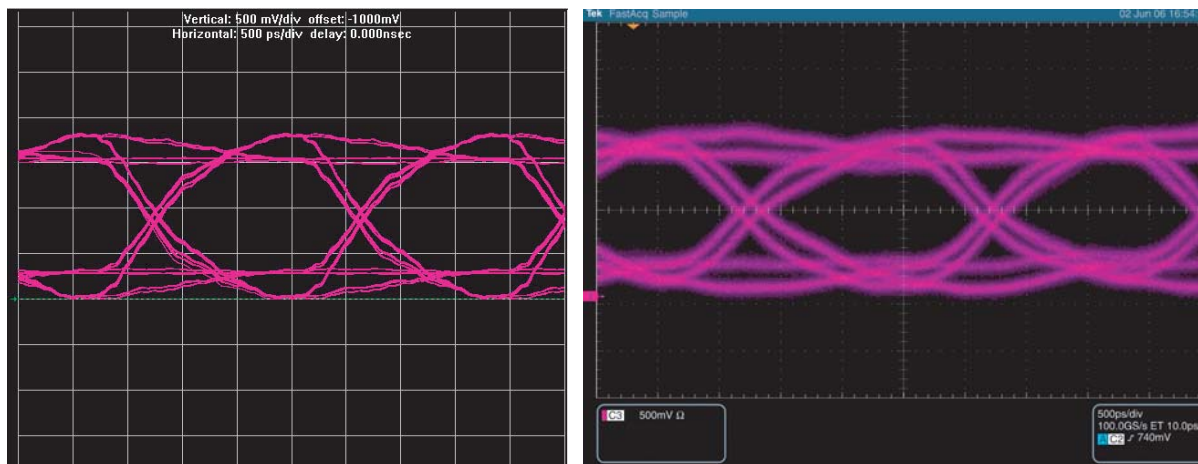 Vertical: 500 mV/div offset: -1000mV
Horizontal: 500 ps/div delay: 0.000nsec
Tek FastAcq Sample
02 Jun 06 16:54
C3 500mV Ω
500ps/div
100.0GS/s ET 10.0ps
A C2 ƒ 740mV